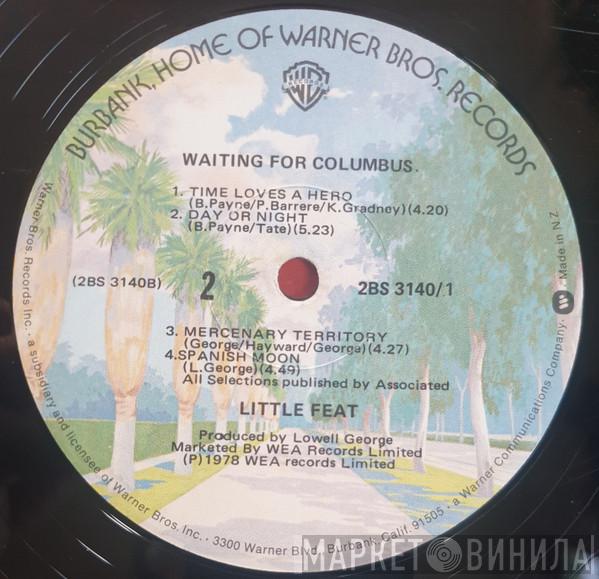 BURBANK, HOME OF WARNER BROS. RECORDS
RECORDS
WAITING FOR COLUMBUS.
1. TIME LOVES A HERO
(B.Payne/P.Barrere/K.Gradney)(4.20)
2. DAY OR NIGHT
(B.Payne/Tate)(5.23)
(2BS 3140B) 2 2BS 3140/1
3. MERCENARY TERRITORY
(George/Hayward/George)(4.27)
4.SPANISH MOON
(L.George)(4.49)
All Selections published by Associated
LITTLE FEAT
Produced by Lowell George
Marketed By WEA Records Limited
(P)1978 WEA records Limited
Warner Bros. Records Inc. • a subsidiary and licensee of Warner Bros. Inc. • 3300 Warner Blvd., Burbank, Calif. 91505 • a Warner Communications Company. • Made in N.Z
МАРКЕТ ВИНИЛА